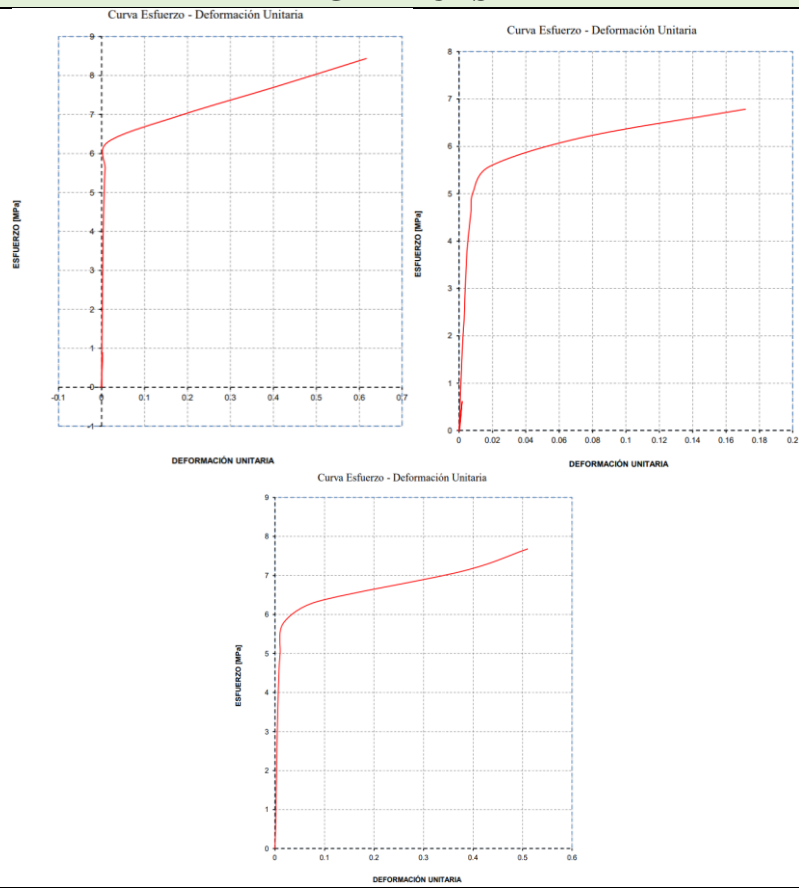 Curva Esfuerzo - Deformación Unitaria
9
8
7
6
5
4
3
2
1
0
-1
-0.1 0 0.1 0.2 0.3 0.4 0.5 0.6 0.7
ESFUERZO [MPa]
DEFORMACIÓN UNITARIA
Curva Esfuerzo - Deformación Unitaria
8
7
6
5
4
3
2
1
0
0 0.02 0.04 0.06 0.08 0.1 0.12 0.14 0.16 0.18 0.2
ESFUERZO [MPa]
DEFORMACIÓN UNITARIA
Curva Esfuerzo - Deformación Unitaria
9
8
7
6
5
4
3
2
1
0
0 0.1 0.2 0.3 0.4 0.5 0.6
ESFUERZO [MPa]
DEFORMACIÓN UNITARIA